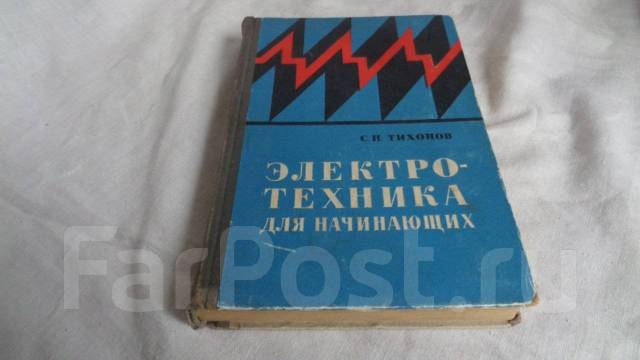 С. И. ТИХОНОВ
ЭЛЕКТРО-
ТЕХНИКА
ДЛЯ НАЧИНАЮЩИХ
FarPost.ru